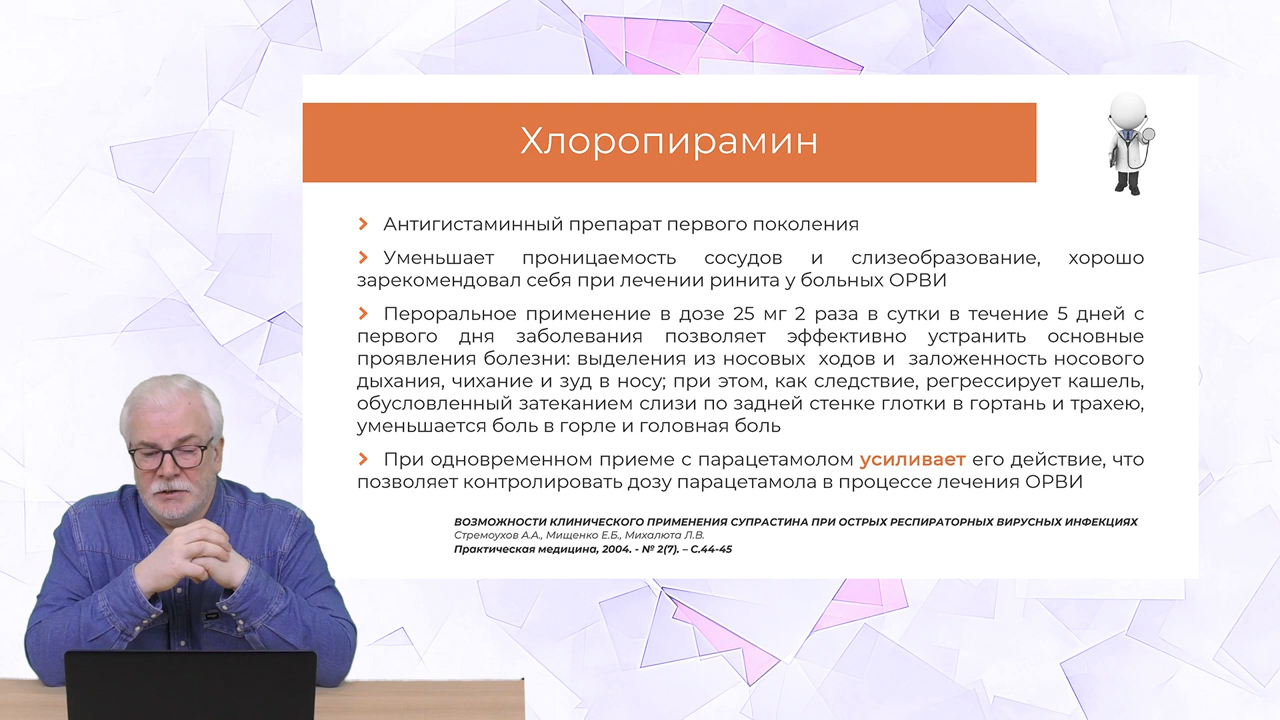 Хлоропирамин
Антигистаминный препарат первого поколения
Уменьшает проницаемость сосудов и слизеобразование, хорошо
зарекомендовал себя при лечении ринита у больных ОРВИ
Пероральное применение в дозе 25 мг 2 раза в сутки в течение 5 дней с
первого дня заболевания позволяет эффективно устранить основные
проявления болезни: выделения из носовых ходов и заложенность носового
дыхания, чихание и зуд в носу; при этом, как следствие, регрессирует кашель,
обусловленный затеканием слизи по задней стенке глотки в гортань и трахею,
уменьшается боль в горле и головная боль
При одновременном приеме с парацетамолом усиливает его действие, что
позволяет контролировать дозу парацетамола в процессе лечения ОРВИ
ВОЗМОЖНОСТИ КЛИНИЧЕСКОГО ПРИМЕНЕНИЯ СУПРАСТИНА ПРИ ОСТРЫХ РЕСПИРАТОРНЫХ ВИРУСНЫХ ИНФЕКЦИЯХ
Стремоухов А.А., Мищенко Е.Б., Михалюта Л.В.
Практическая медицина, 2004. - № 2(7). – С.44-45